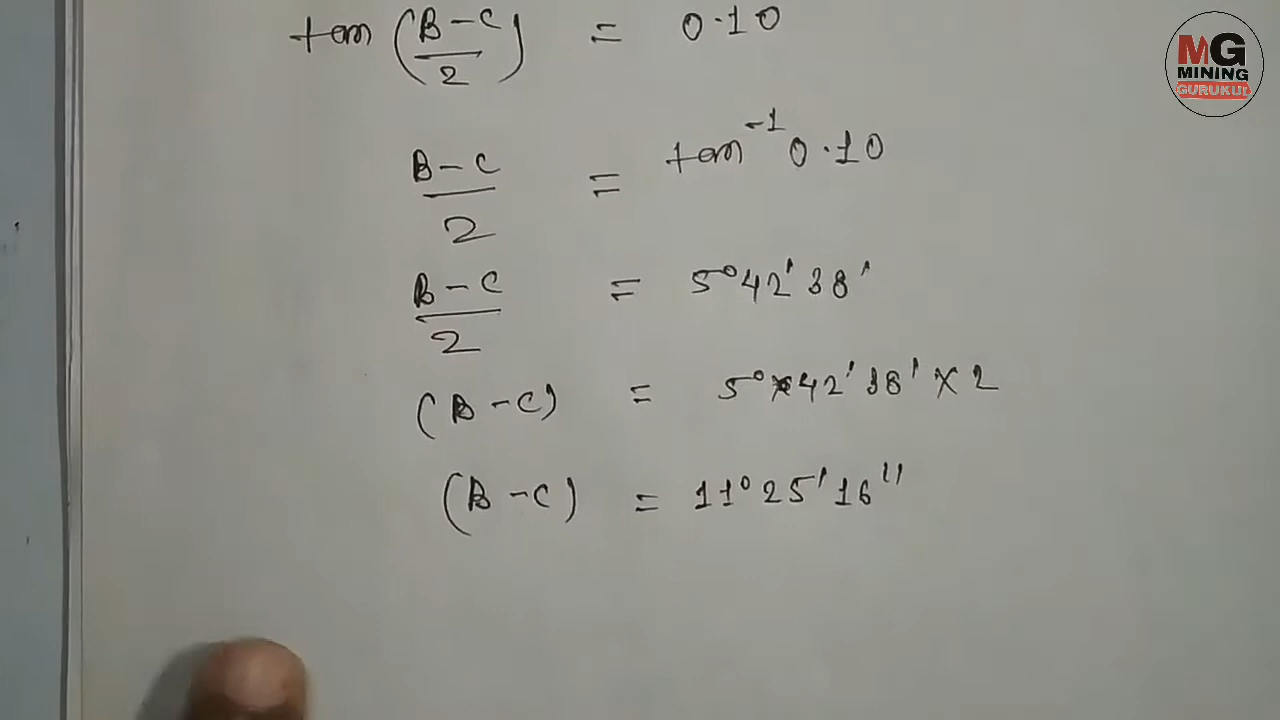 tan (B-C/2) = 0.10
B-C/2 = tan⁻¹ 0.10
B-C/2 = 5°42'38'
(B-C) = 5°42'38' × 2
(B-C) = 11°25'16"
MG
MINING
GURUKUL